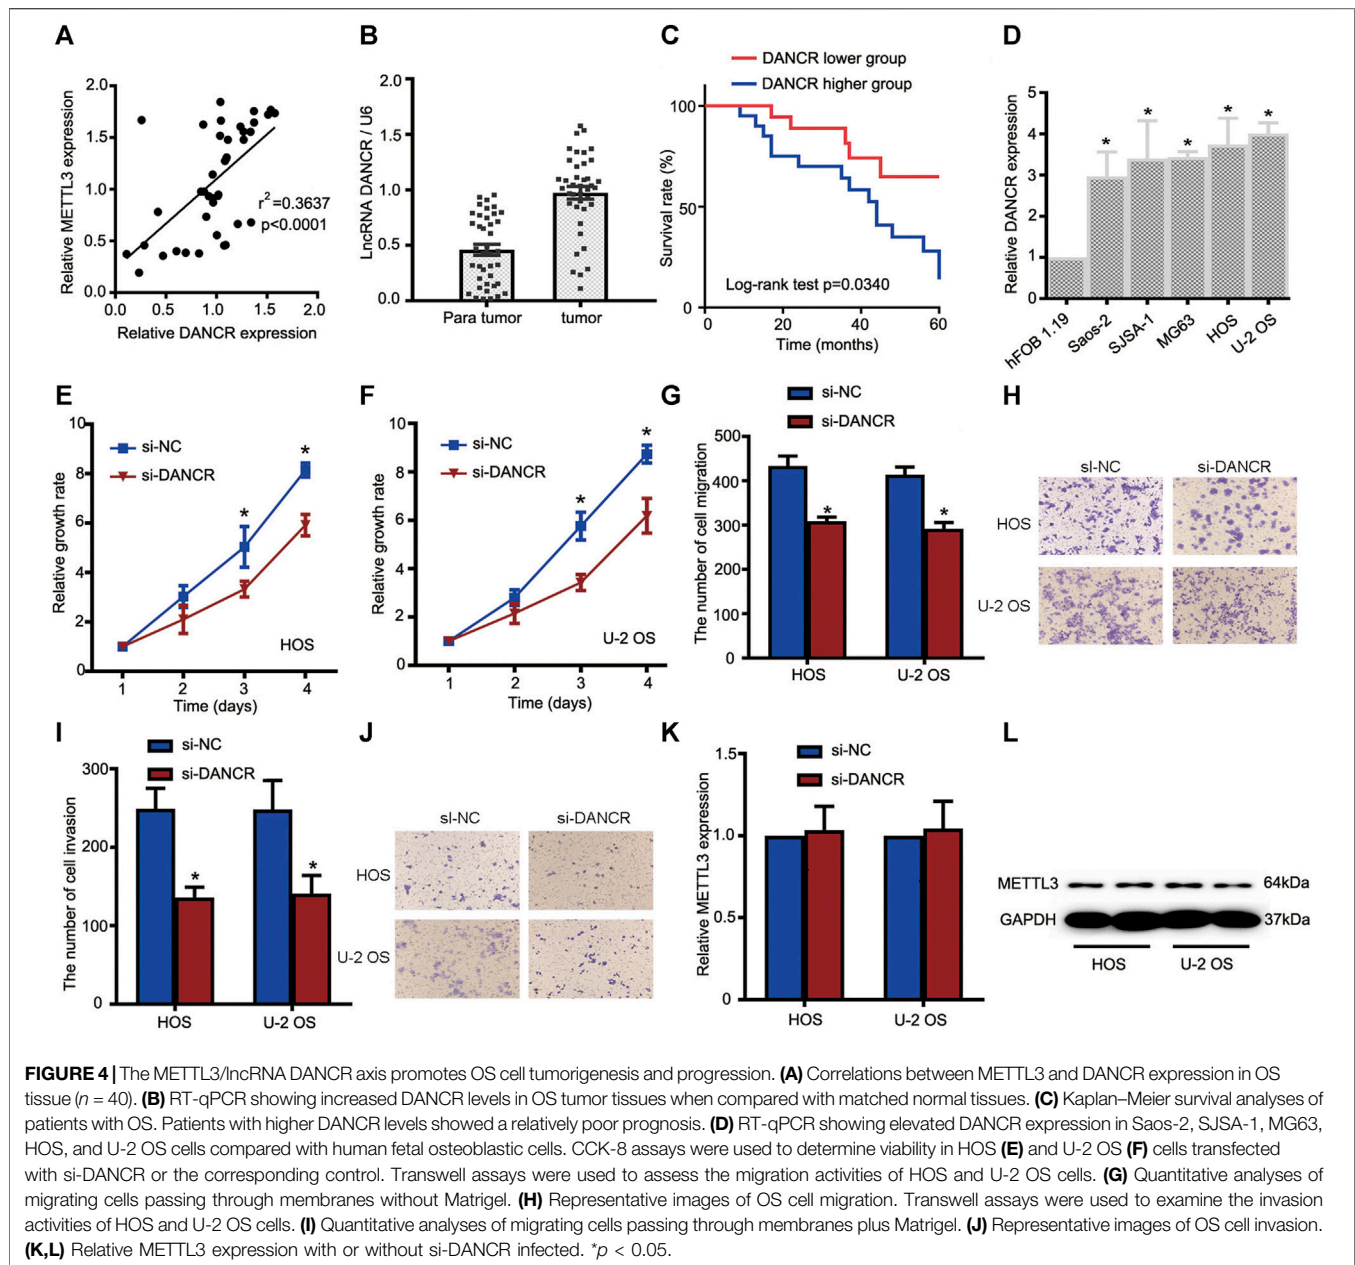 A
Relative METTL3 expression
2.0
1.5
1.0
0.5
0.0
r²=0.3637
p<0.0001
0.0 0.5 1.0 1.5 2.0
Relative DANCR expression
B
LncRNA DANCR / U6
2.0
1.0
0.5
0.0
Para tumor tumor
C
DANCR lower group
DANCR higher group
Survival rate (%)
100
50
0
Log-rank test p=0.0340
0 20 40 60
Time (months)
D
Relative DANCR expression
5
4
3
2
1
0
* * * * *
hFOB 1.19 Saos-2 SJSA-1 MG63 HOS U-2 OS
E
Relative growth rate
10
8
6
4
2
0
si-NC
si-DANCR
* *
HOS
1 2 3 4
Time (days)
F
Relative growth rate
10
8
6
4
2
0
si-NC
si-DANCR
* *
U-2 OS
1 2 3 4
Time (days)
G
si-NC
si-DANCR
The number of cell migration
500
400
300
200
100
0
* *
HOS U-2 OS
H
sI-NC si-DANCR
HOS
U-2 OS
I
si-NC
si-DANCR
The number of cell invasion
300
200
100
0
* *
HOS U-2 OS
J
sI-NC si-DANCR
HOS
U-2 OS
K
si-NC
si-DANCR
Relative METTL3 expression
1.5
1.0
0.5
0
HOS U-2 OS
L
METTL3 64kDa
GAPDH 37kDa
HOS U-2 OS
FIGURE 4 | The METTL3/lncRNA DANCR axis promotes OS cell tumorigenesis and progression. (A) Correlations between METTL3 and DANCR expression in OS
tissue (n = 40). (B) RT-qPCR showing increased DANCR levels in OS tumor tissues when compared with matched normal tissues. (C) Kaplan–Meier survival analyses of
patients with OS. Patients with higher DANCR levels showed a relatively poor prognosis. (D) RT-qPCR showing elevated DANCR expression in Saos-2, SJSA-1, MG63,
HOS, and U-2 OS cells compared with human fetal osteoblastic cells. CCK-8 assays were used to determine viability in HOS (E) and U-2 OS (F) cells transfected
with si-DANCR or the corresponding control. Transwell assays were used to assess the migration activities of HOS and U-2 OS cells. (G) Quantitative analyses of
migrating cells passing through membranes without Matrigel. (H) Representative images of OS cell migration. Transwell assays were used to examine the invasion
activities of HOS and U-2 OS cells. (I) Quantitative analyses of migrating cells passing through membranes plus Matrigel. (J) Representative images of OS cell invasion.
(K,L) Relative METTL3 expression with or without si-DANCR infected. *p < 0.05.